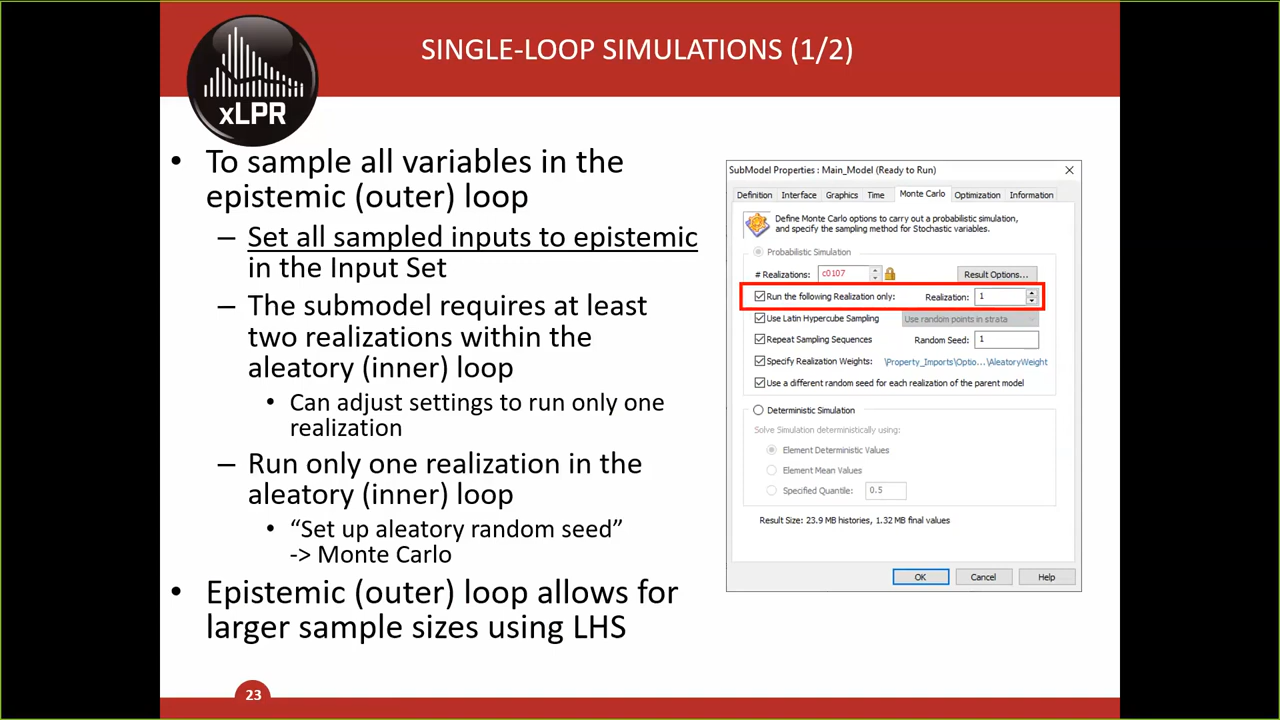 SINGLE-LOOP SIMULATIONS (1/2)
xLPR
• To sample all variables in the
epistemic (outer) loop
– Set all sampled inputs to epistemic
in the Input Set
– The submodel requires at least
two realizations within the
aleatory (inner) loop
• Can adjust settings to run only one
realization
– Run only one realization in the
aleatory (inner) loop
• “Set up aleatory random seed”
-> Monte Carlo
• Epistemic (outer) loop allows for
larger sample sizes using LHS
SubModel Properties : Main_Model (Ready to Run)
Definition Interface Graphics Time Monte Carlo Optimization Information
Define Monte Carlo options to carry out a probabilistic simulation,
and specify the sampling method for Stochastic variables.
Probabilistic Simulation
# Realizations: c0107 Result Options...
Run the following Realization only: Realization: 1
Use Latin Hypercube Sampling Use random points in strata
Repeat Sampling Sequences Random Seed: 1
Specify Realization Weights: \Property_Imports\Optio...\AleatoryWeight
Use a different random seed for each realization of the parent model
Deterministic Simulation
Solve Simulation deterministically using:
Element Deterministic Values
Element Mean Values
Specified Quantile: 0.5
Result Size: 23.9 MB histories, 1.32 MB final values
OK Cancel Help
23